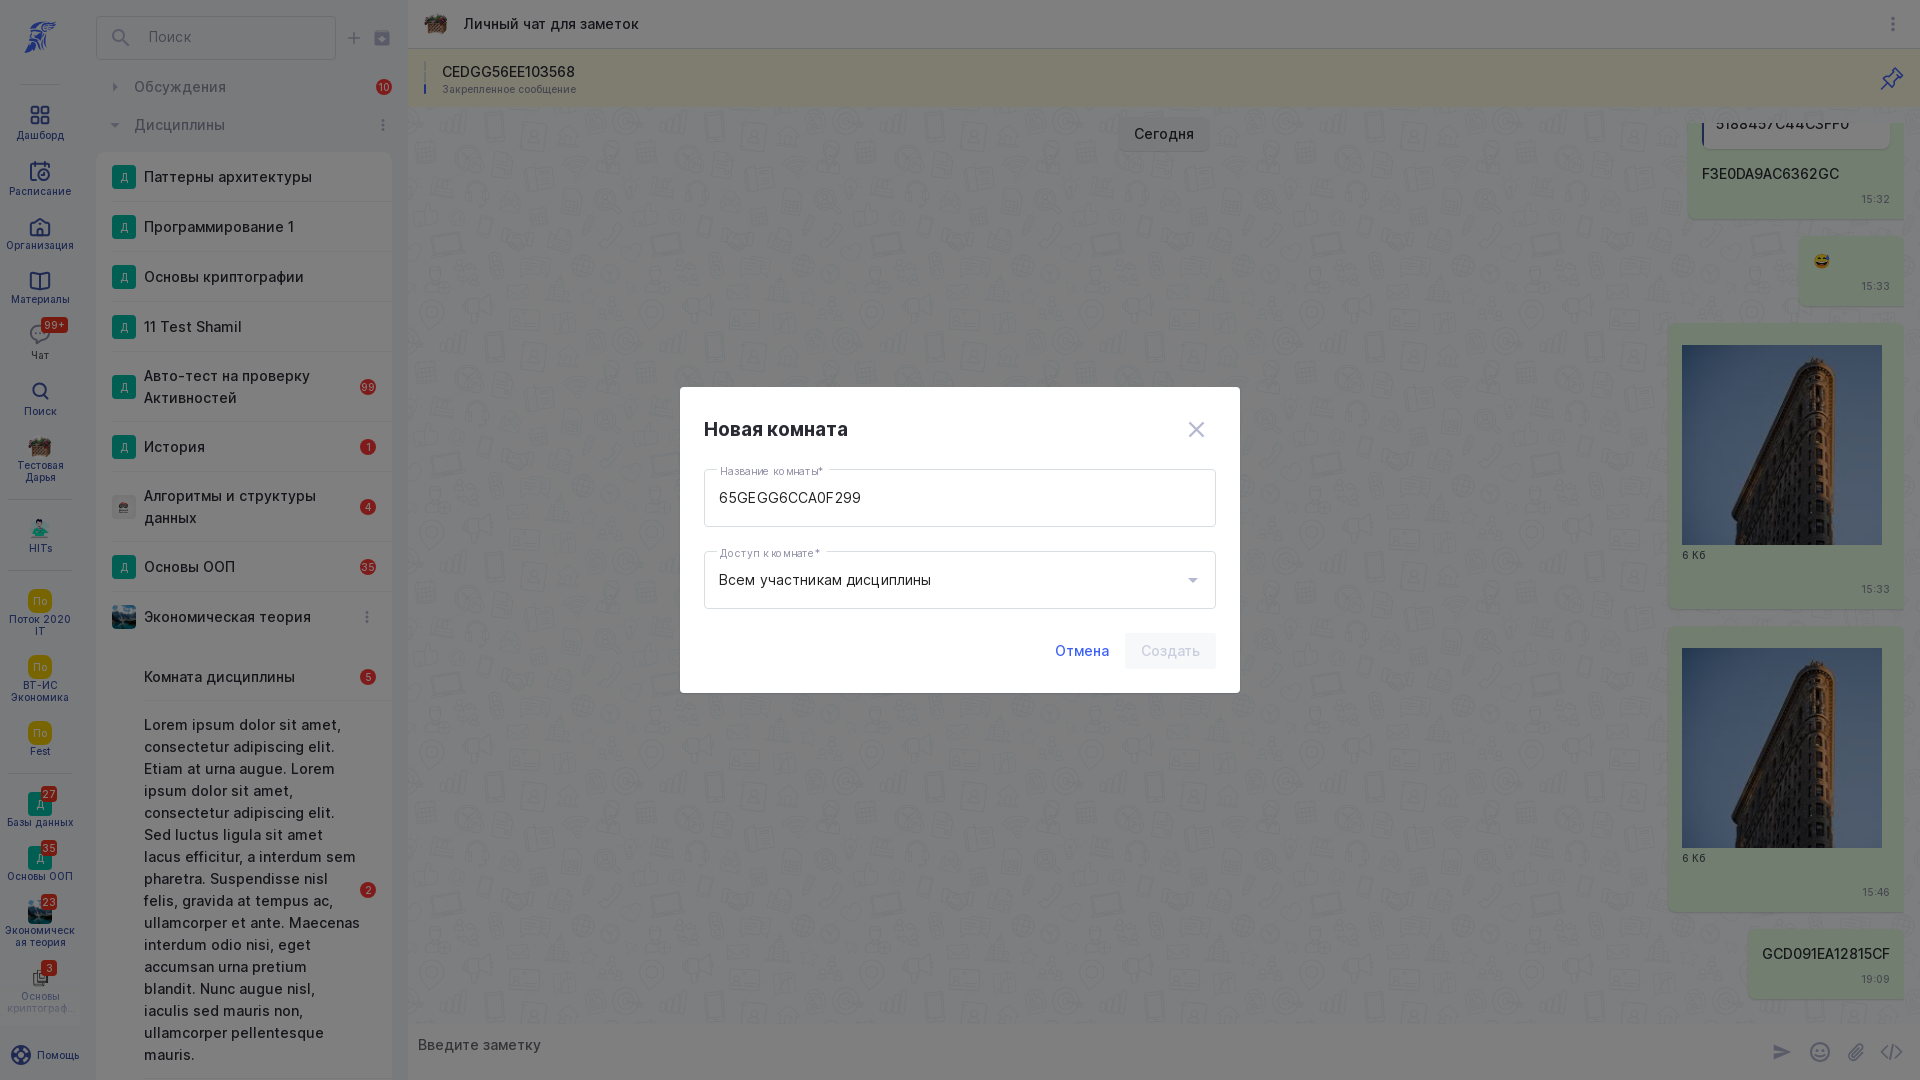 Дашборд
Расписание
Организация
Материалы
99+
Чат
Поиск
Тестовая
Дарья
HITs
По
Поток 2020
IT
По
ВТ-ИС
Экономика
По
Fest
27
Д
Базы данных
35
Д
Основы ООП
23
Экономическ
ая теория
3
Основы
криптограф...
Помощь
Поиск
Обсуждения
10
Дисциплины
Д
Паттерны архитектуры
Д
Программирование 1
Д
Основы криптографии
Д
11 Test Shamil
Д
Авто-тест на проверку
Активностей
99
Д
История
1
Алгоритмы и структуры
данных
4
Д
Основы ООП
35
Экономическая теория
Комната дисциплины
5
Lorem ipsum dolor sit amet,
consectetur adipiscing elit.
Etiam at urna augue. Lorem
ipsum dolor sit amet,
consectetur adipiscing elit.
Sed luctus ligula sit amet
lacus efficitur, a interdum sem
pharetra. Suspendisse nisl
felis, gravida at tempus ac,
ullamcorper et ante. Maecenas
interdum odio nisi, eget
accumsan urna pretium
blandit. Nunc augue nisl,
iaculis sed mauris non,
ullamcorper pellentesque
mauris.
2
Личный чат для заметок
CEDGG56EE103568
Закрепленное сообщение
Сегодня
5188457C44C3FF0
F3E0DA9AC6362GC
15:32
15:33
6 Кб
15:33
6 Кб
15:46
GCD091EA12815CF
19:09
Введите заметку
Новая комната
Название комнаты*
65GEGG6CCA0F299
Доступ к комнате*
Всем участникам дисциплины
Отмена
Создать